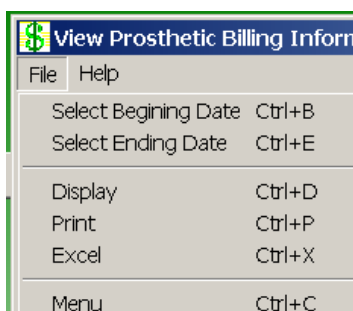 View Prosthetic Billing Inforn
File Help
Select Begining Date Ctrl+B
Select Ending Date Ctrl+E
Display Ctrl+D
Print Ctrl+P
Excel Ctrl+X
Menu Ctrl+C